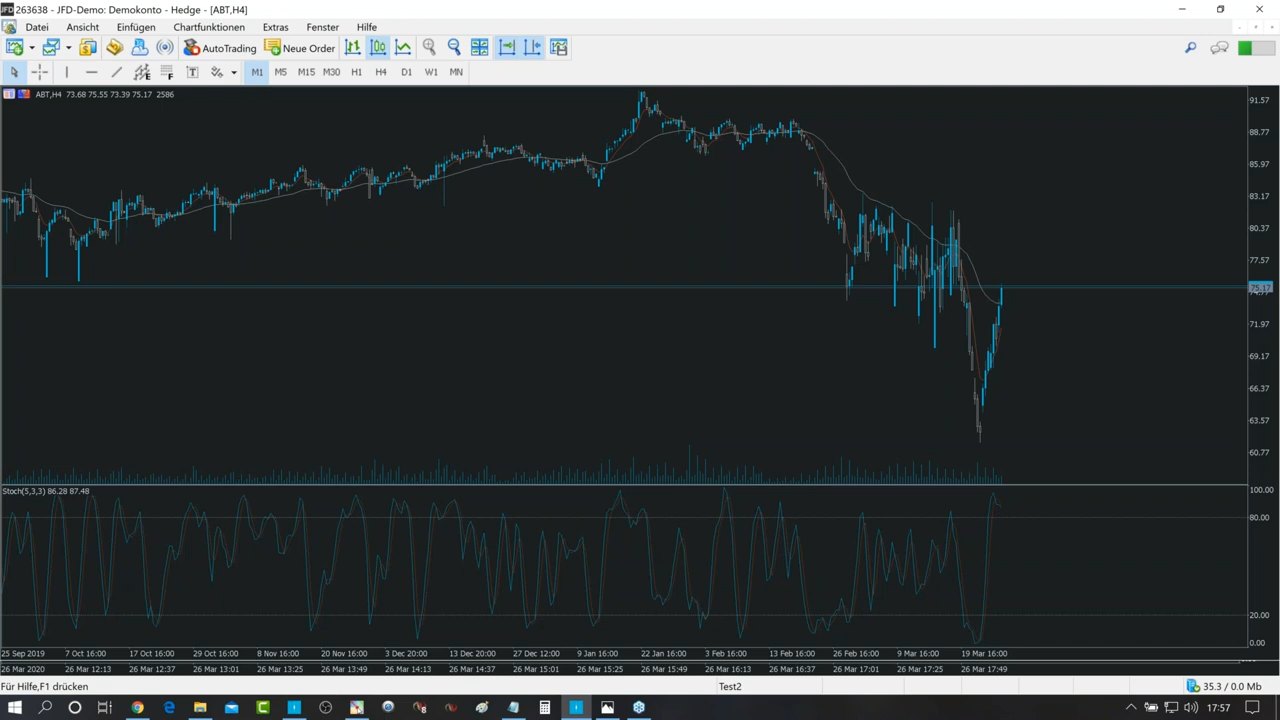 JFD 263638 - JFD-Demo: Demokonto - Hedge - [ABT,H4]
Datei Ansicht Einfügen Chartfunktionen Extras Fenster Hilfe
AutoTrading Neue Order
E F T M1 M5 M15 M30 H1 H4 D1 W1 MN
ABT,H4 73.68 75.55 73.39 75.17 2586
91.57
88.77
85.97
83.17
80.37
77.57
75.17
71.97
69.17
66.37
63.57
60.77
Stoch(5,3,3) 86.28 87.48
100.00
80.00
20.00
0.00
25 Sep 2019 7 Oct 16:00 17 Oct 16:00 29 Oct 16:00 8 Nov 16:00 20 Nov 16:00 3 Dec 20:00 13 Dec 20:00 27 Dec 12:00 9 Jan 16:00 22 Jan 16:00 3 Feb 16:00 13 Feb 16:00 26 Feb 16:00 9 Mar 16:00 19 Mar 16:00
26 Mar 2020 26 Mar 12:13 26 Mar 12:37 26 Mar 13:01 26 Mar 13:25 26 Mar 13:49 26 Mar 14:13 26 Mar 14:37 26 Mar 15:01 26 Mar 15:25 26 Mar 15:49 26 Mar 16:13 26 Mar 16:37 26 Mar 17:01 26 Mar 17:25 26 Mar 17:49
Für Hilfe,F1 drücken Test2 35.3 / 0.0 Mb
17:57